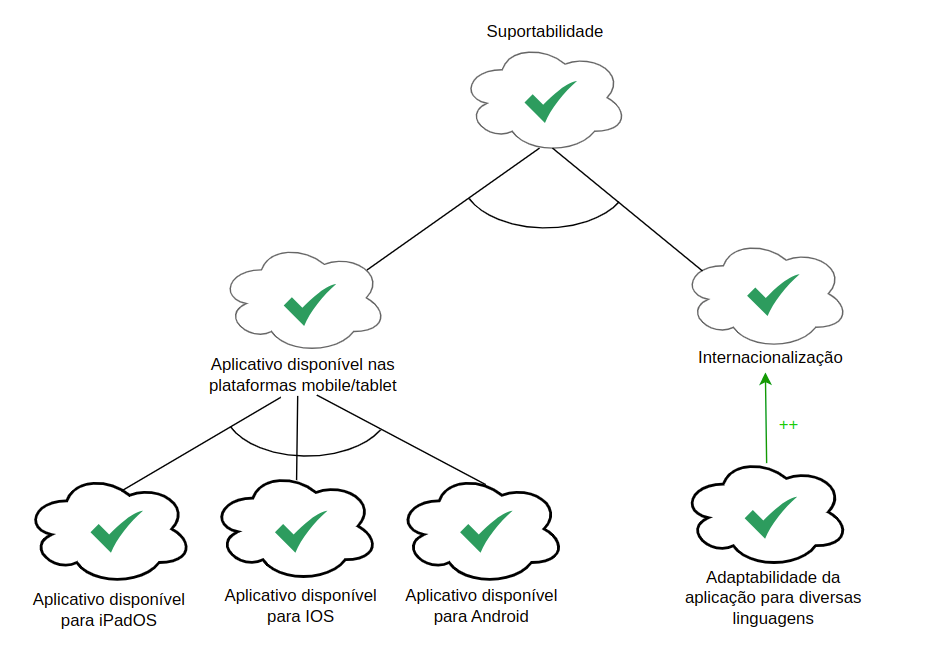 Suportabilidade
Aplicativo disponível nas
plataformas mobile/tablet
Internacionalização
++
Aplicativo disponível
para iPadOS
Aplicativo disponível
para IOS
Aplicativo disponível
para Android
Adaptabilidade da
aplicação para diversas
linguagens